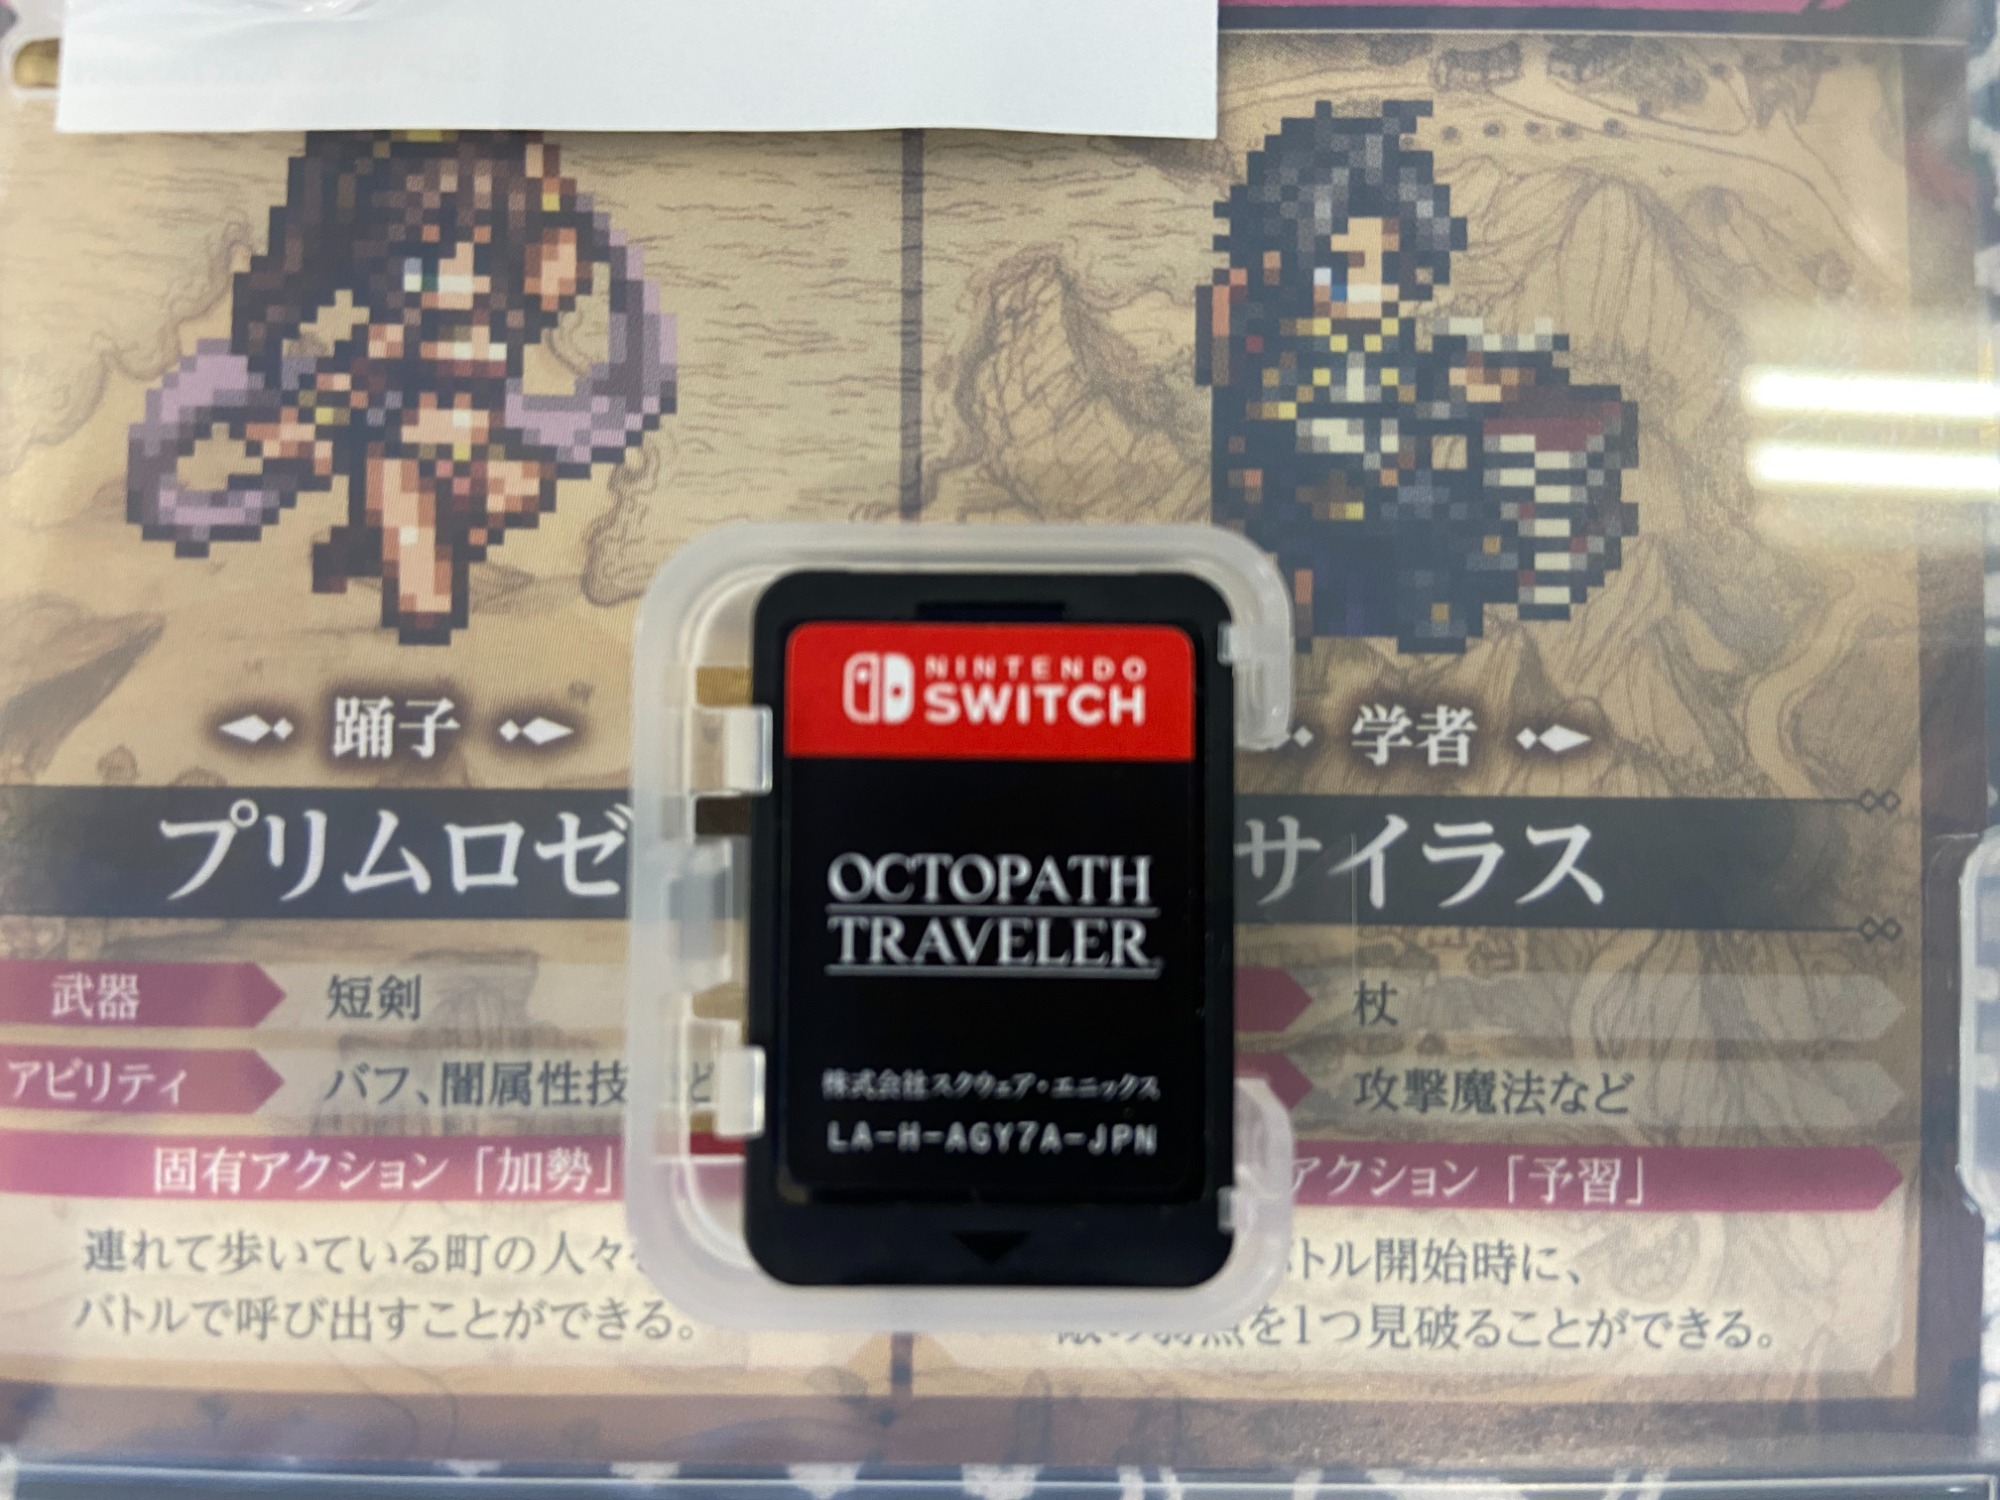 踊子
学者
プリムロゼ
サイラス
武器
短剣
杖
アビリティ
バフ、闇属性技
攻撃魔法など
固有アクション「加勢」
アクション「予習」
連れて歩いている町の人々
バトルで呼び出すことができる。
トル開始時に、
を1つ見破ることができる。
NINTENDO
SWITCH
OCTOPATH
TRAVELER
株式会社スクウェア・エニックス
LA-H-AGY7A-JPN